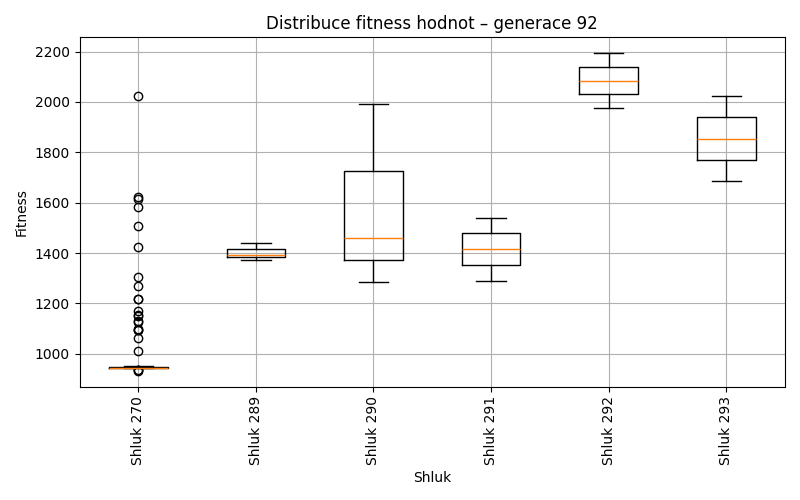 Distribuce fitness hodnot – generace 92
Fitness
2200
2000
1800
1600
1400
1200
1000
Shluk 270
Shluk 289
Shluk 290
Shluk 291
Shluk 292
Shluk 293
Shluk